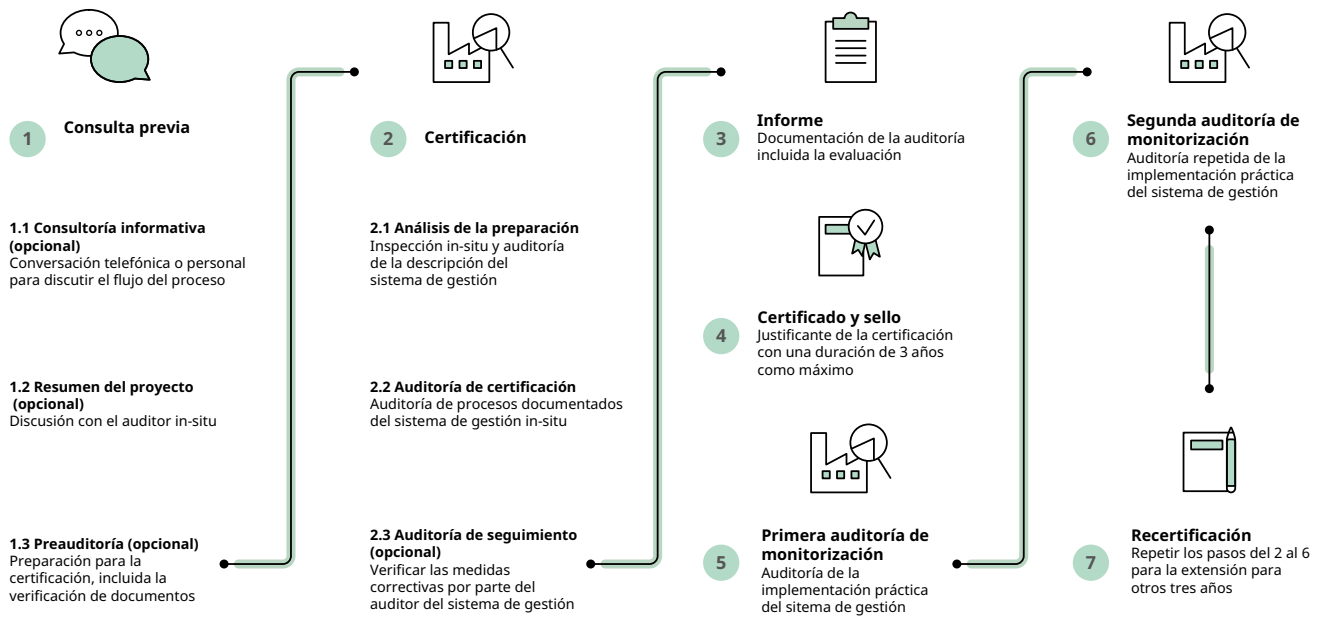 1
Consulta previa
1.1 Consultoría informativa
(opcional)
Conversación telefónica o personal
para discutir el flujo del proceso
1.2 Resumen del proyecto
(opcional)
Discusión con el auditor in-situ
1.3 Preauditoría (opcional)
Preparación para la
certificación, incluida la
verificación de documentos
2
Certificación
2.1 Análisis de la preparación
Inspección in-situ y auditoría
de la descripción del
sistema de gestión
2.2 Auditoría de certificación
Auditoría de procesos documentados
del sistema de gestión in-situ
2.3 Auditoría de seguimiento
(opcional)
Verificar las medidas
correctivas por parte del
auditor del sistema de gestión
3
Informe
Documentación de la auditoría
incluida la evaluación
4
Certificado y sello
Justificante de la certificación
con una duración de 3 años
como máximo
5
Primera auditoría de
monitorización
Auditoría de la
implementación práctica
del sitema de gestión
6
Segunda auditoría de
monitorización
Auditoría repetida de la
implementación práctica
del sistema de gestión
7
Recertificación
Repetir los pasos del 2 al 6
para la extensión para
otros tres años